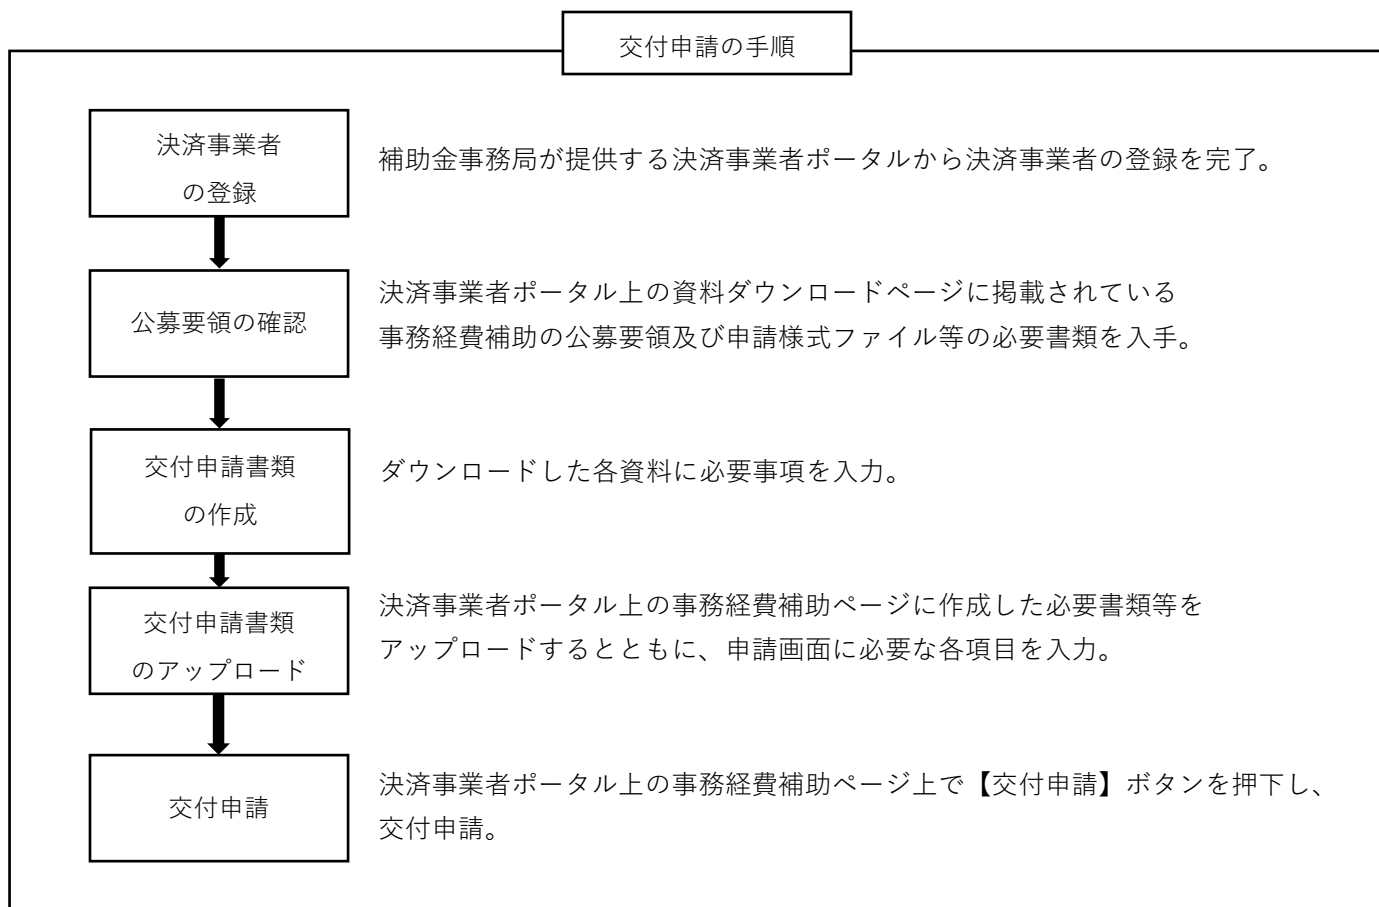 交付申請の手順
決済事業者
の登録
補助金事務局が提供する決済事業者ポータルから決済事業者の登録を完了。
公募要領の確認
決済事業者ポータル上の資料ダウンロードページに掲載されている
事務経費補助の公募要領及び申請様式ファイル等の必要書類を入手。
交付申請書類
の作成
ダウンロードした各資料に必要事項を入力。
交付申請書類
のアップロード
決済事業者ポータル上の事務経費補助ページに作成した必要書類等を
アップロードするとともに、申請画面に必要な各項目を入力。
交付申請
決済事業者ポータル上の事務経費補助ページ上で【交付申請】ボタンを押下し、
交付申請。